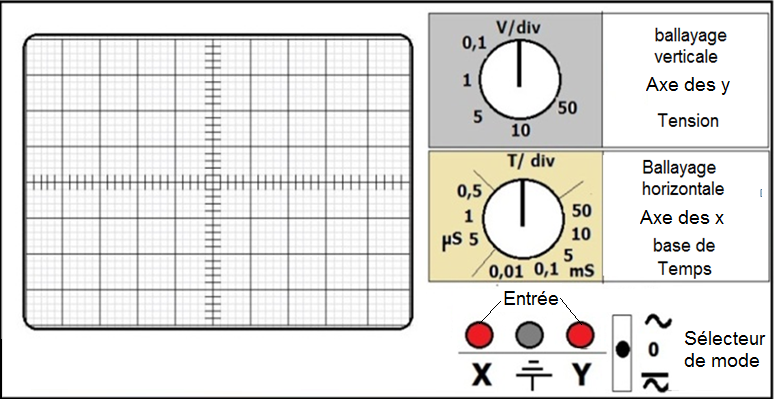 V/div
0,1
1
5
10
50
ballayage
verticale
Axe des y
Tension
T/ div
0,5
1
µS 5
0,01
0,1 mS
5
10
50
Ballayage
horizontale
Axe des x
base de
Temps
Entrée
X
Y
0
Sélecteur
de mode